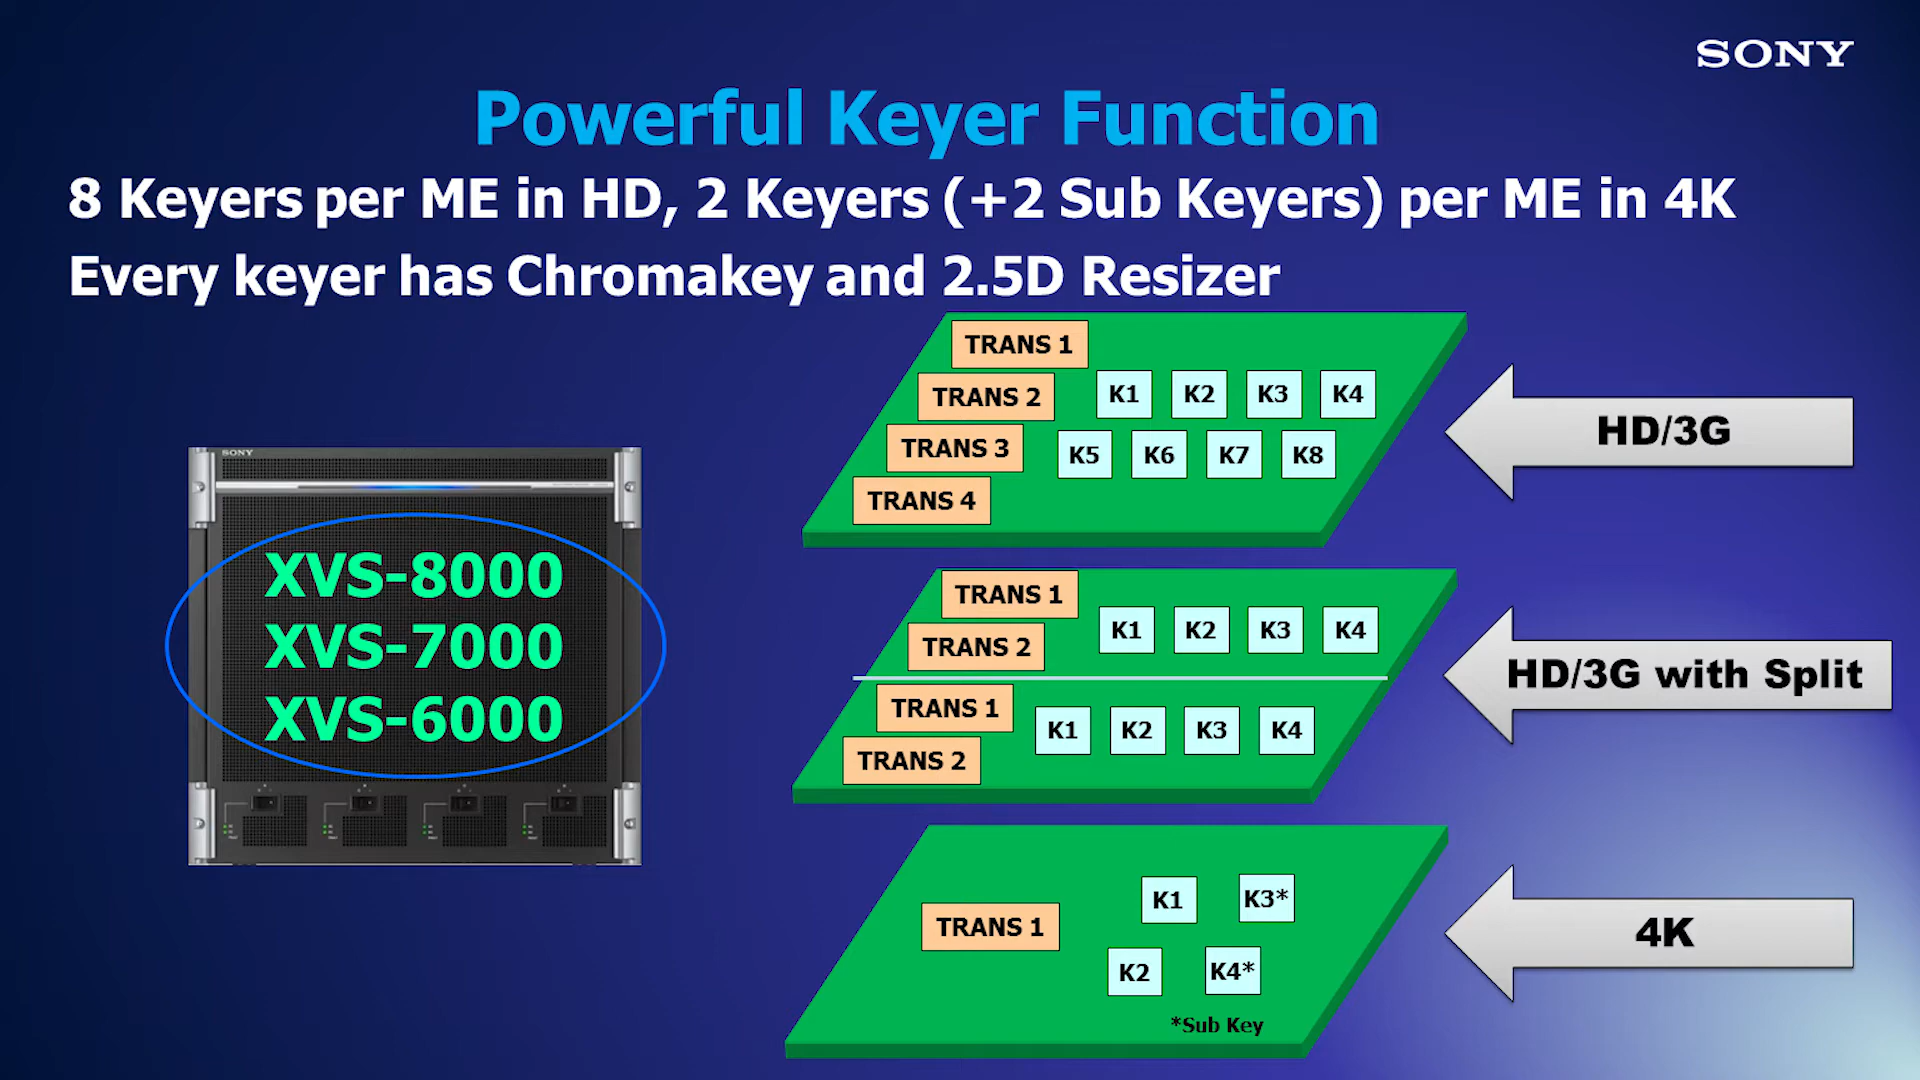 SONY
Powerful Keyer Function
8 Keyers per ME in HD, 2 Keyers (+2 Sub Keyers) per ME in 4K
Every keyer has Chromakey and 2.5D Resizer
SONY
XVS-8000
XVS-7000
XVS-6000
TRANS 1
TRANS 2
TRANS 3
TRANS 4
K1 K2 K3 K4
K5 K6 K7 K8
HD/3G
TRANS 1
TRANS 2
K1 K2 K3 K4
TRANS 1
TRANS 2
K1 K2 K3 K4
HD/3G with Split
TRANS 1
K1 K3*
K2 K4*
*Sub Key
4K